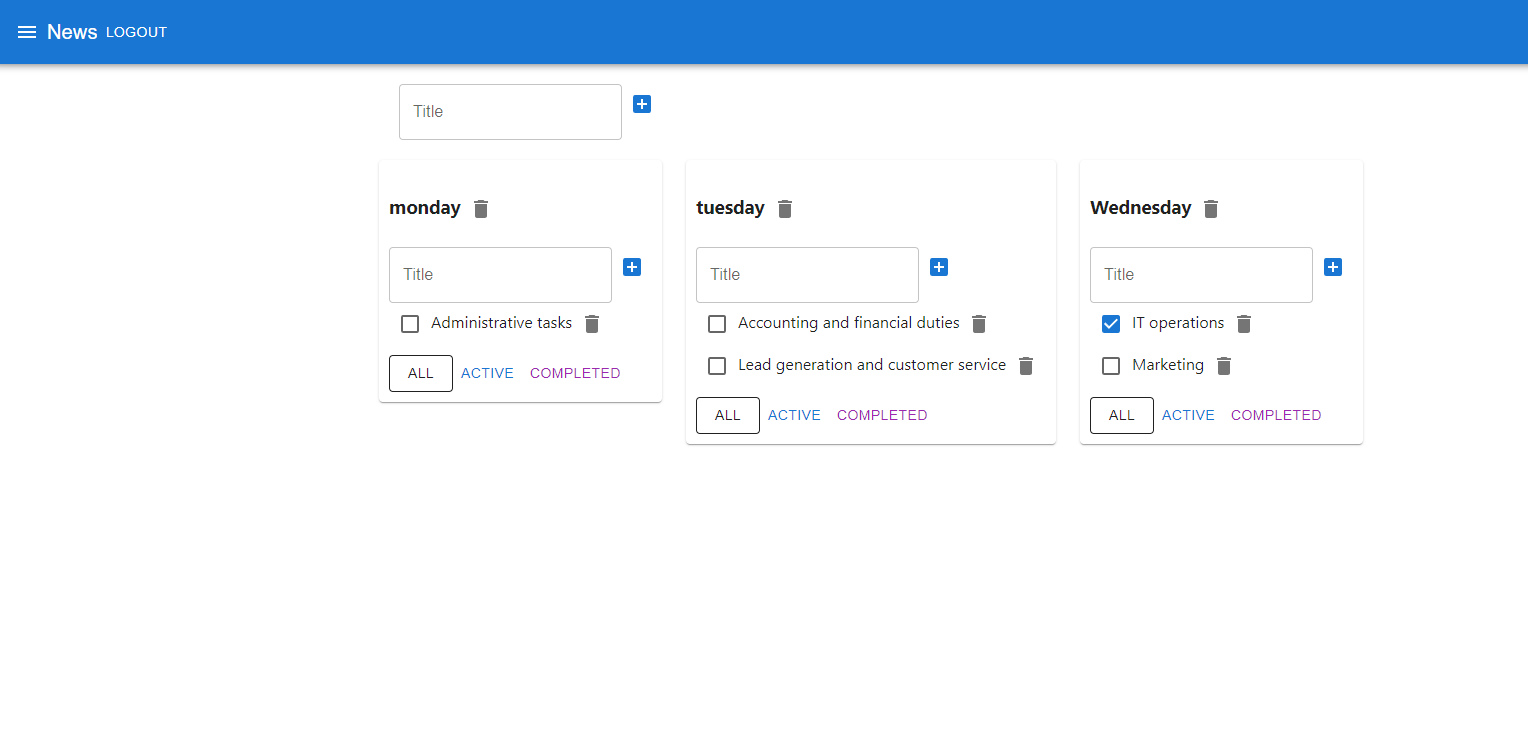 News LOGOUT
Title
monday
Title
Administrative tasks
ALL ACTIVE COMPLETED
tuesday
Title
Accounting and financial duties
Lead generation and customer service
ALL ACTIVE COMPLETED
Wednesday
Title
IT operations
Marketing
ALL ACTIVE COMPLETED